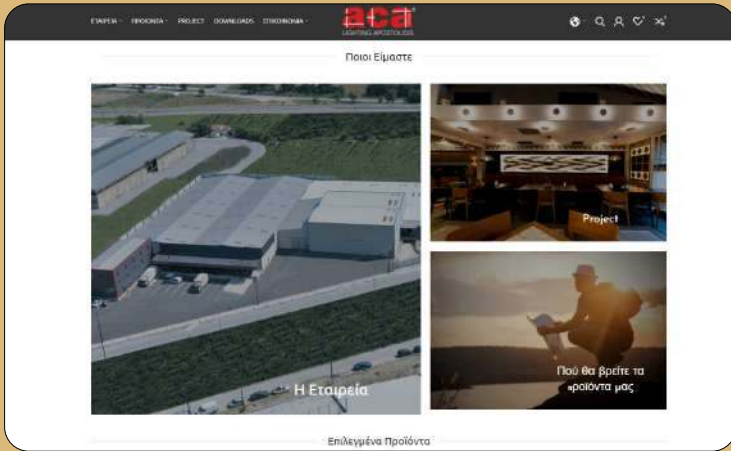 ΕΤΑΙΡΕΙΑ ΠΡΟΙΟΝΤΑ PROJECT DOWNLOADS ΕΠΙΚΟΙΝΩΝΙΑ
aca
LIGHTING APOSTOLIDIS
Ποιοι Είμαστε
Project
Η Εταιρεία
Πού θα βρείτε τα
προϊόντα μας
Επιλεγμένα Προϊόντα